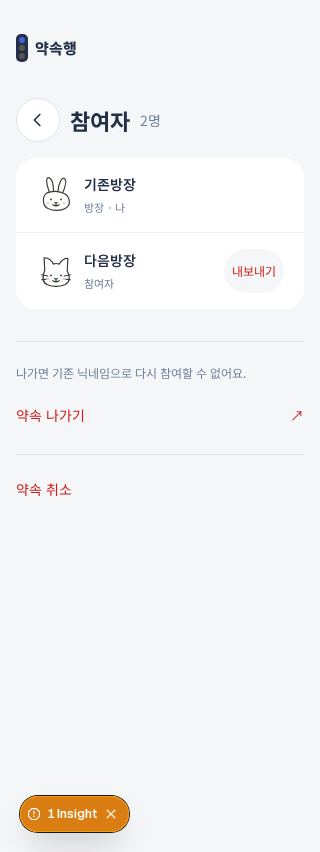 약속행
참여자 2명
기존방장
방장 · 나
다음방장
참여자
내보내기
나가면 기존 닉네임으로 다시 참여할 수 없어요.
약속 나가기 ↗
약속 취소
1 Insight